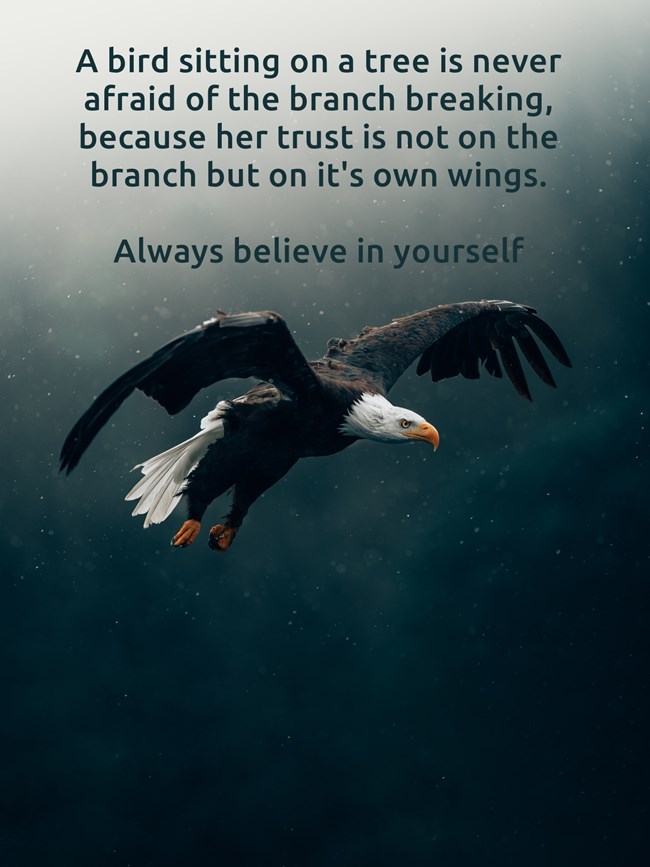 A bird sitting on a tree is never
afraid of the branch breaking,
because her trust is not on the
branch but on it's own wings.
Always believe in yourself